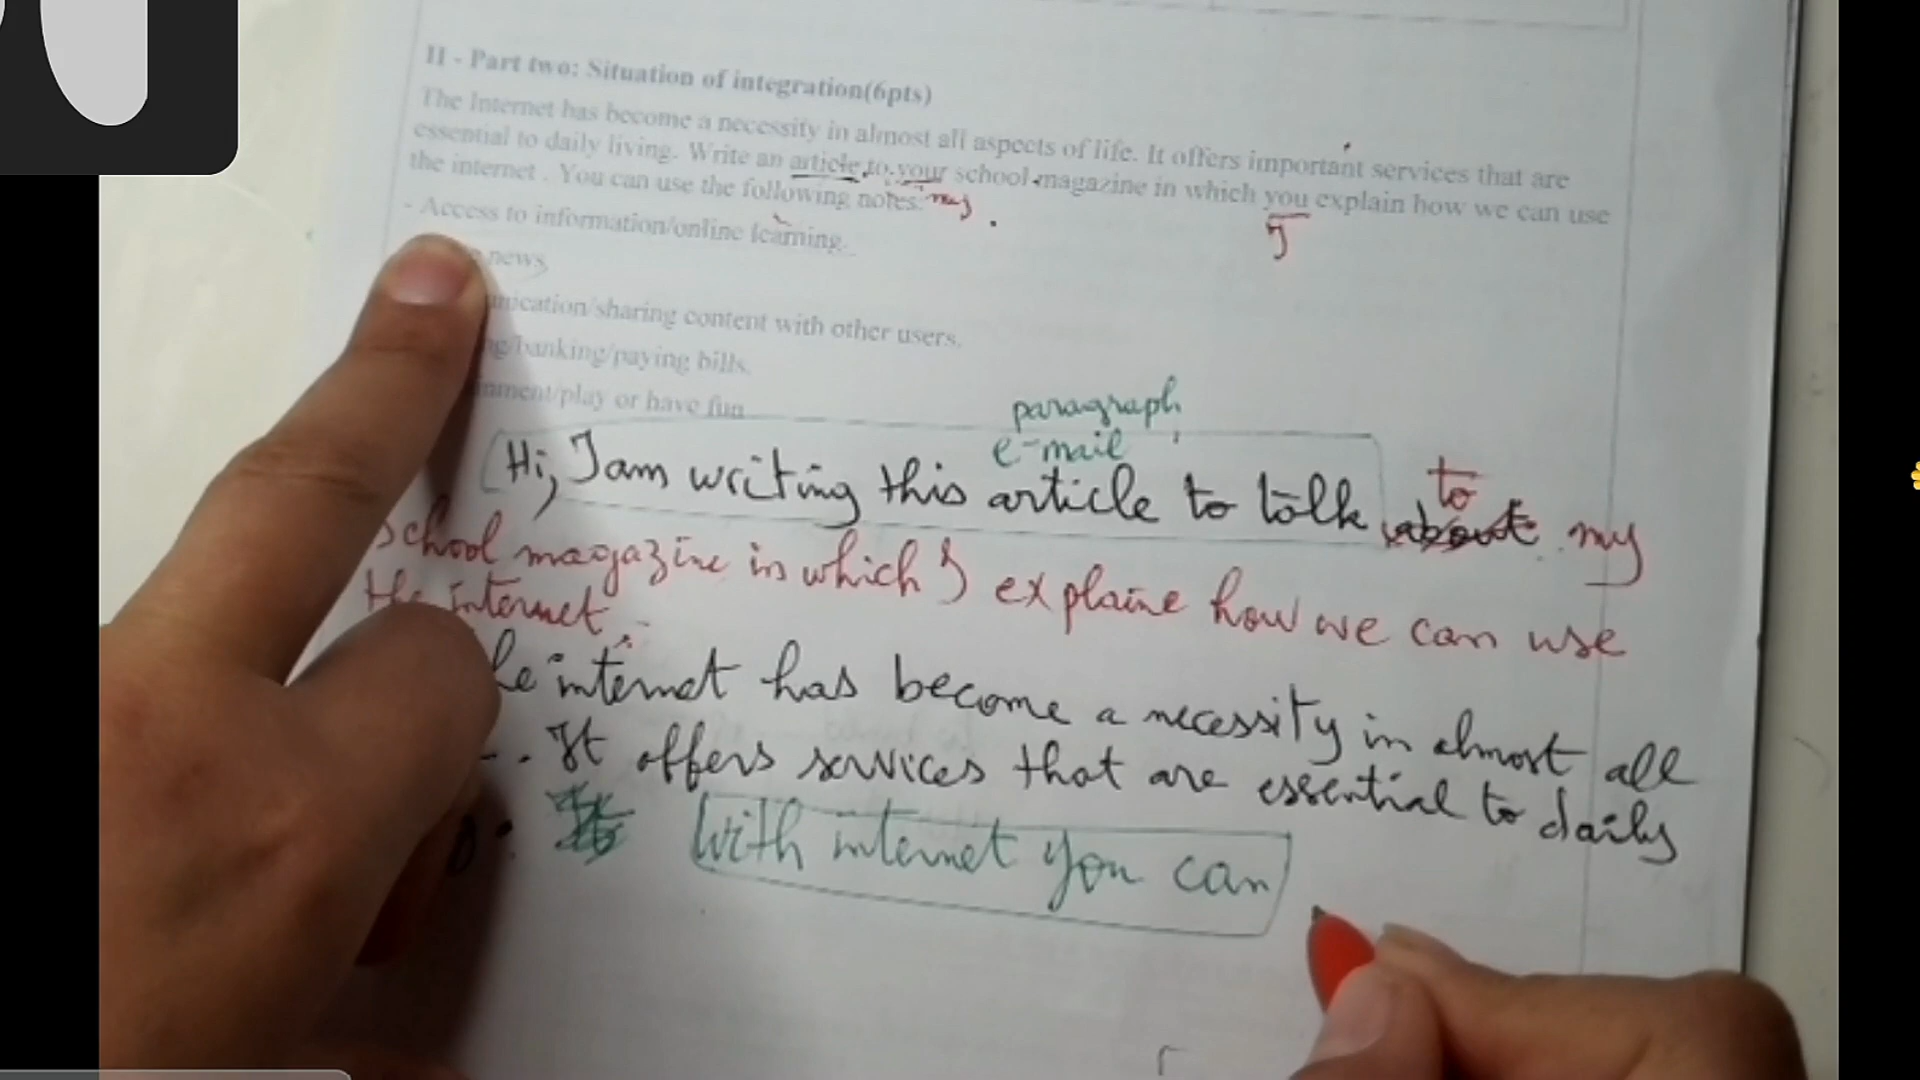 II - Part two: Situation of integration(6pts)
The Internet has become a necessity in almost all aspects of life. It offers important services that are
essential to daily living. Write an article to your school magazine in which you explain how we can use
the internet . You can use the following notes: my
I
- Access to information/online learning.
news
ication/sharing content with other users.
ng/banking/paying bills.
nment/play or have fun
paragraph
e-mail
Hi, I am writing this article to talk about to my
school magazine in which I explaine how we can use
the internet.
he internet has become a necessity in almost all
.. It offers services that are essential to daily
g. With internet you can